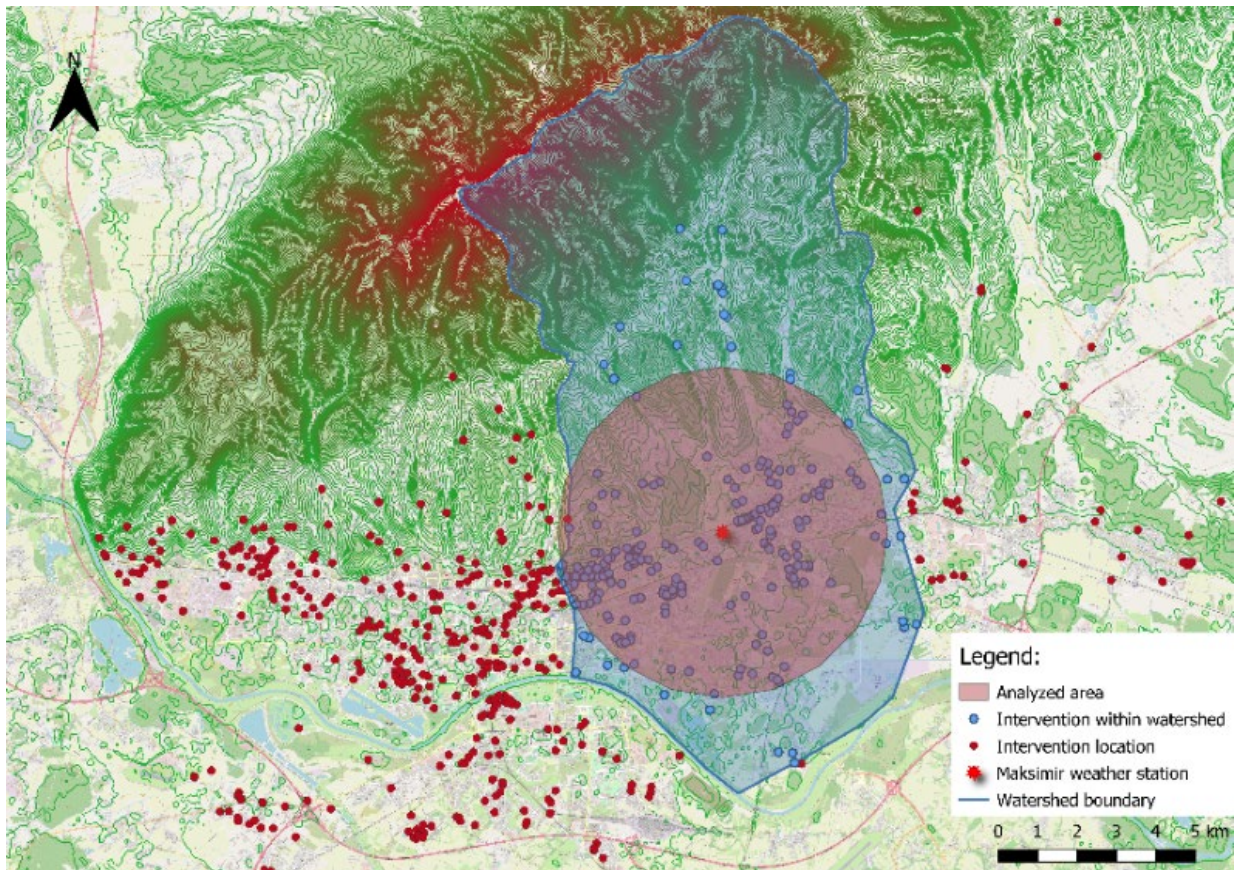 N
Legend:
Analyzed area
Intervention within watershed
Intervention location
Maksimir weather station
Watershed boundary
0 1 2 3 4 5 km